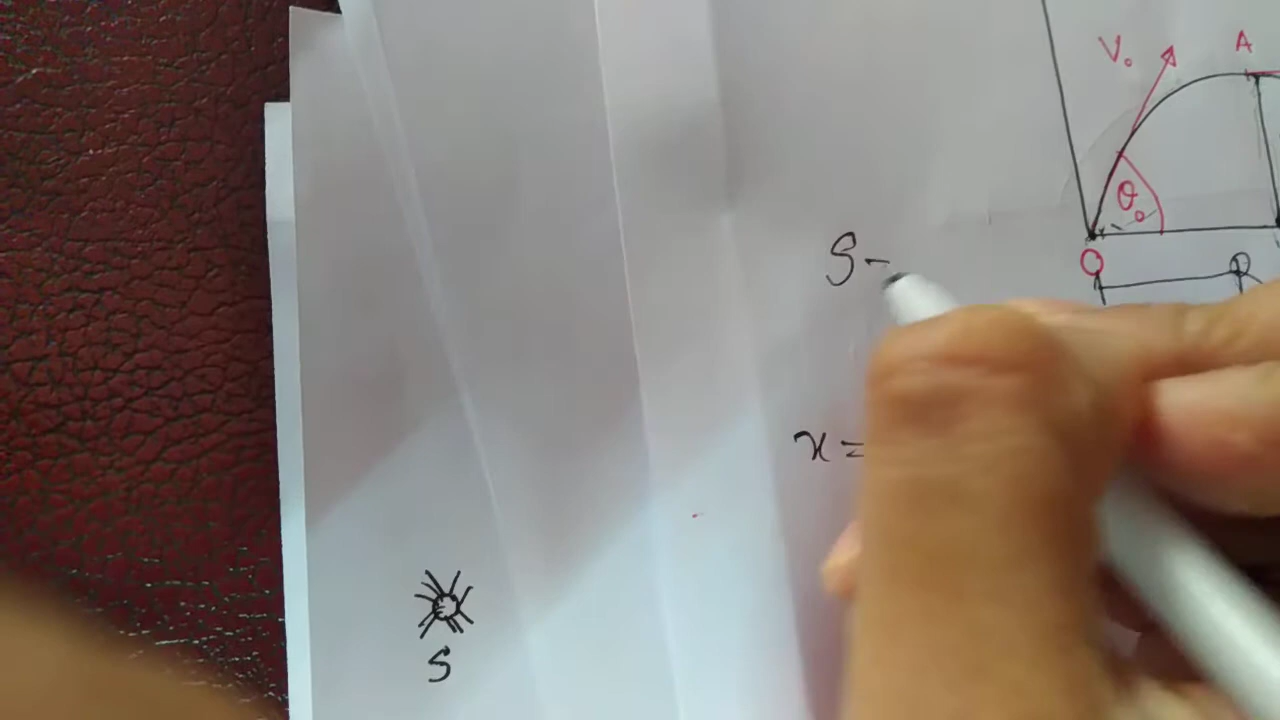 V₀ A
θ₀
S -
O
x =
S